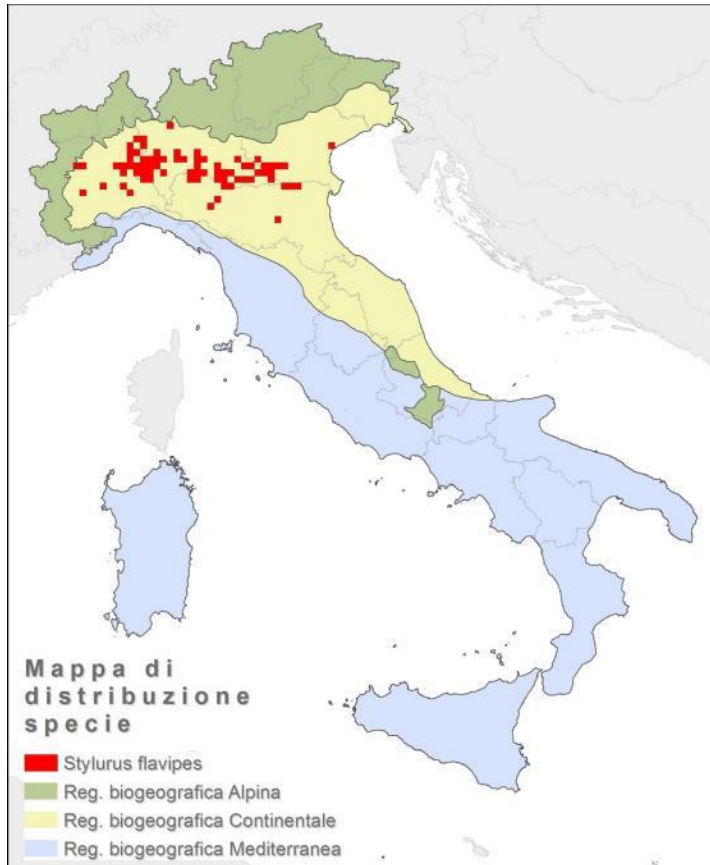 Mappa di
distribuzione
specie
Stylurus flavipes
Reg. biogeografica Alpina
Reg. biogeografica Continentale
Reg. biogeografica Mediterranea